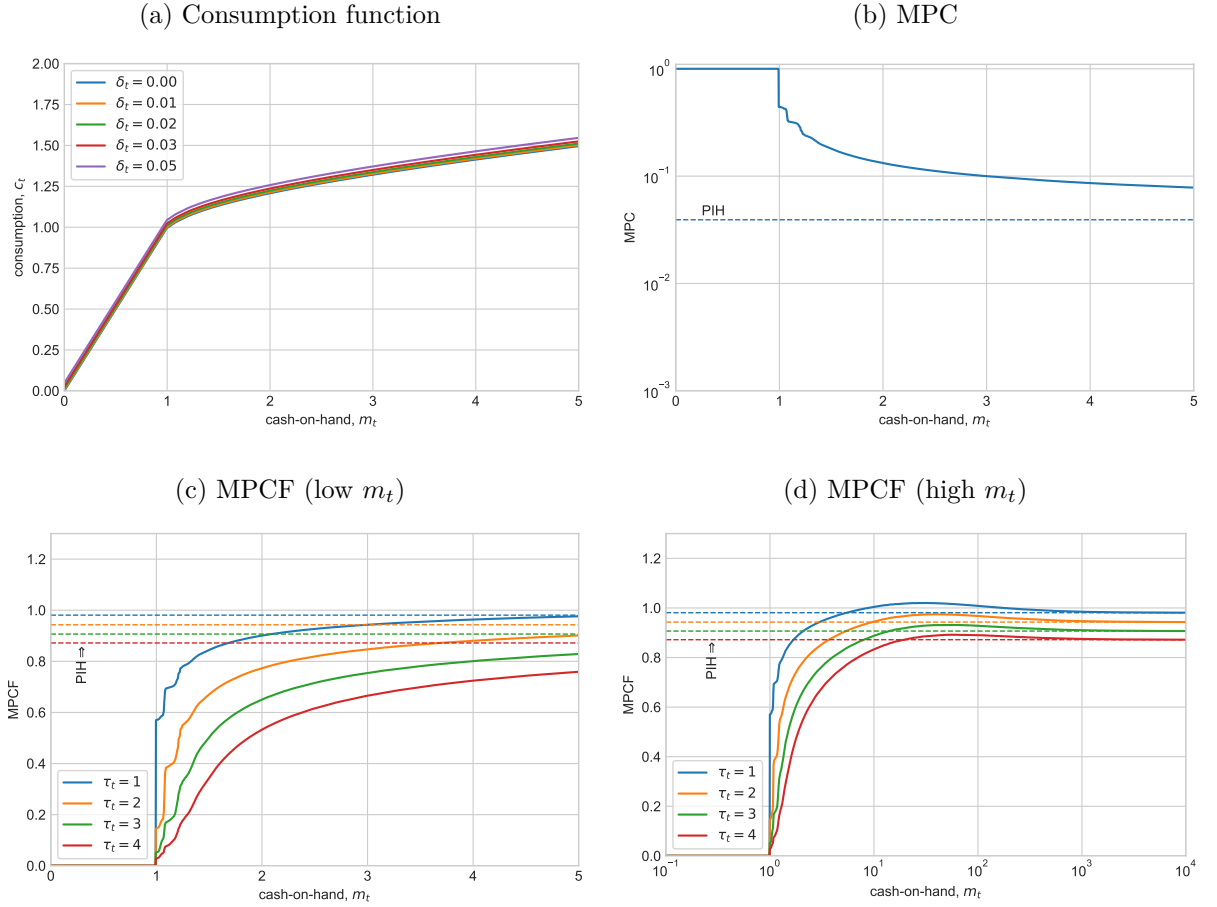 (a) Consumption function
2.00
1.75
1.50
1.25
1.00
0.75
0.50
0.25
0.00
consumption, c_t
δ_t = 0.00
δ_t = 0.01
δ_t = 0.02
δ_t = 0.03
δ_t = 0.05
0 1 2 3 4 5
cash-on-hand, m_t
(b) MPC
10^0
10^−1
10^−2
10^−3
MPC
PIH
0 1 2 3 4 5
cash-on-hand, m_t
(c) MPCF (low m_t)
1.2
1.0
0.8
0.6
0.4
0.2
0.0
MPCF
PIH ⇒
τ_t = 1
τ_t = 2
τ_t = 3
τ_t = 4
0 1 2 3 4 5
cash-on-hand, m_t
(d) MPCF (high m_t)
1.2
1.0
0.8
0.6
0.4
0.2
0.0
MPCF
PIH ⇒
τ_t = 1
τ_t = 2
τ_t = 3
τ_t = 4
10^−1 10^0 10^1 10^2 10^3 10^4
cash-on-hand, m_t